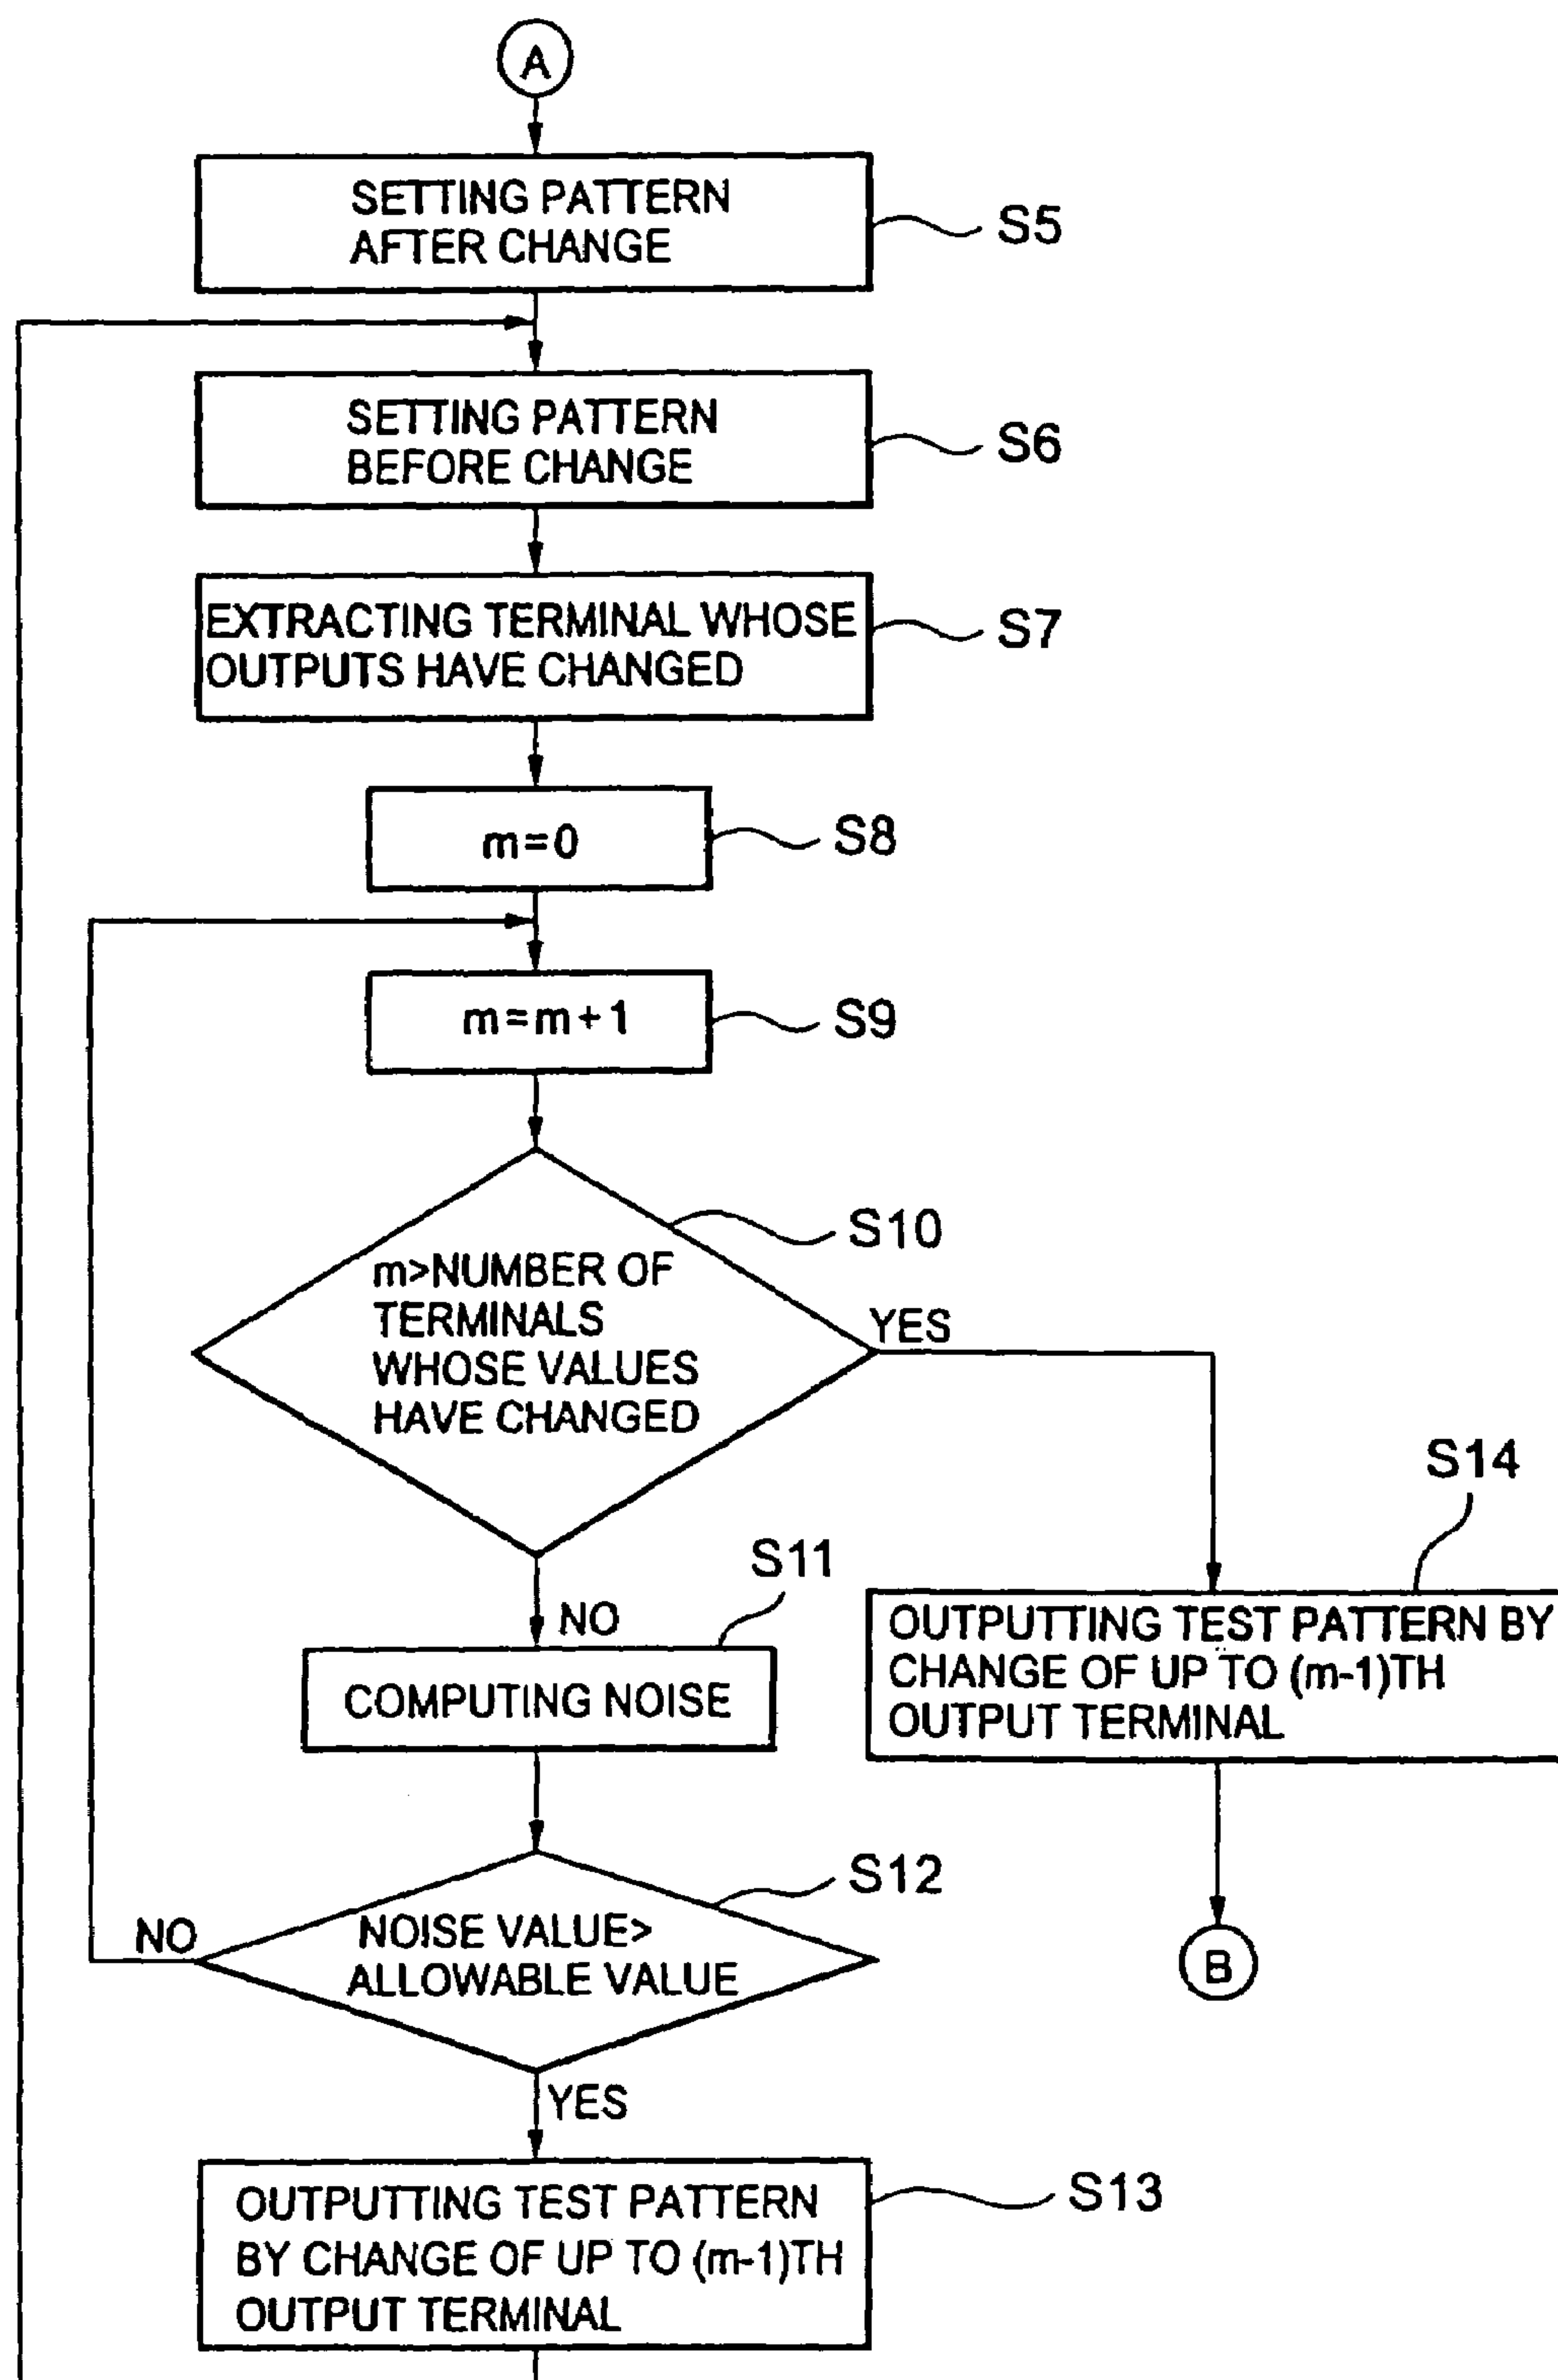 A
SETTING PATTERN
AFTER CHANGE
S5
SETTING PATTERN
BEFORE CHANGE
S6
EXTRACTING TERMINAL WHOSE
OUTPUTS HAVE CHANGED
S7
m=0
S8
m=m+1
S9
S10
m>NUMBER OF
TERMINALS
WHOSE VALUES
HAVE CHANGED
YES
S14
S11
NO
COMPUTING NOISE
OUTPUTTING TEST PATTERN BY
CHANGE OF UP TO (m-1)TH
OUTPUT TERMINAL
S12
NO
NOISE VALUE>
ALLOWABLE VALUE
B
YES
OUTPUTTING TEST PATTERN
BY CHANGE OF UP TO (m-1)TH
OUTPUT TERMINAL
S13